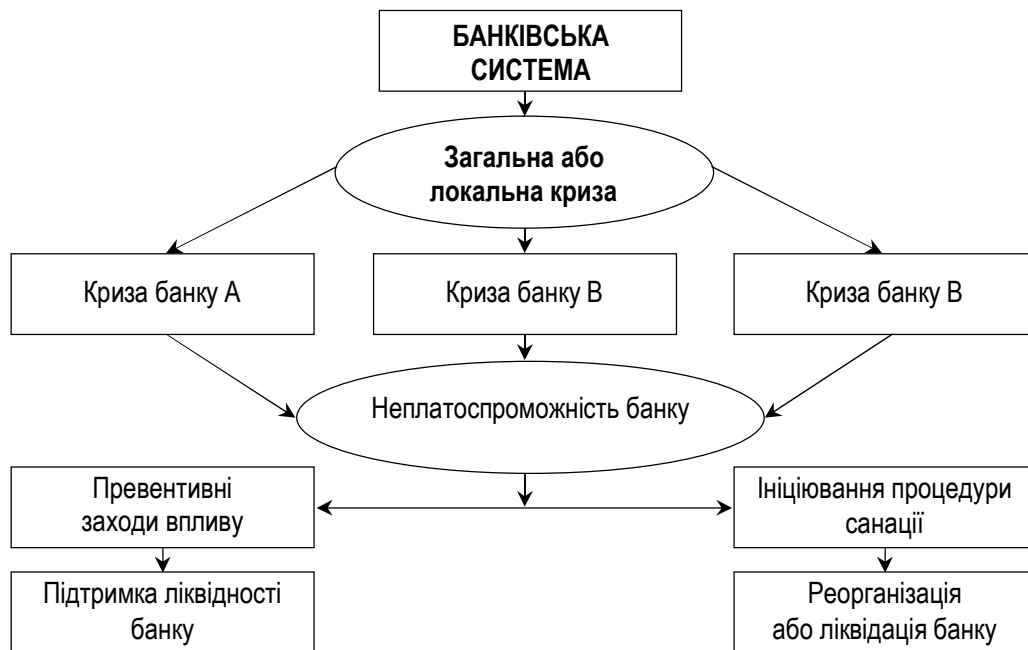 БАНКІВСЬКА
СИСТЕМА
Загальна або
локальна криза
Криза банку А
Криза банку В
Криза банку В
Неплатоспроможність банку
Превентивні
заходи впливу
Ініціювання процедури
санації
Підтримка ліквідності
банку
Реорганізація
або ліквідація банку